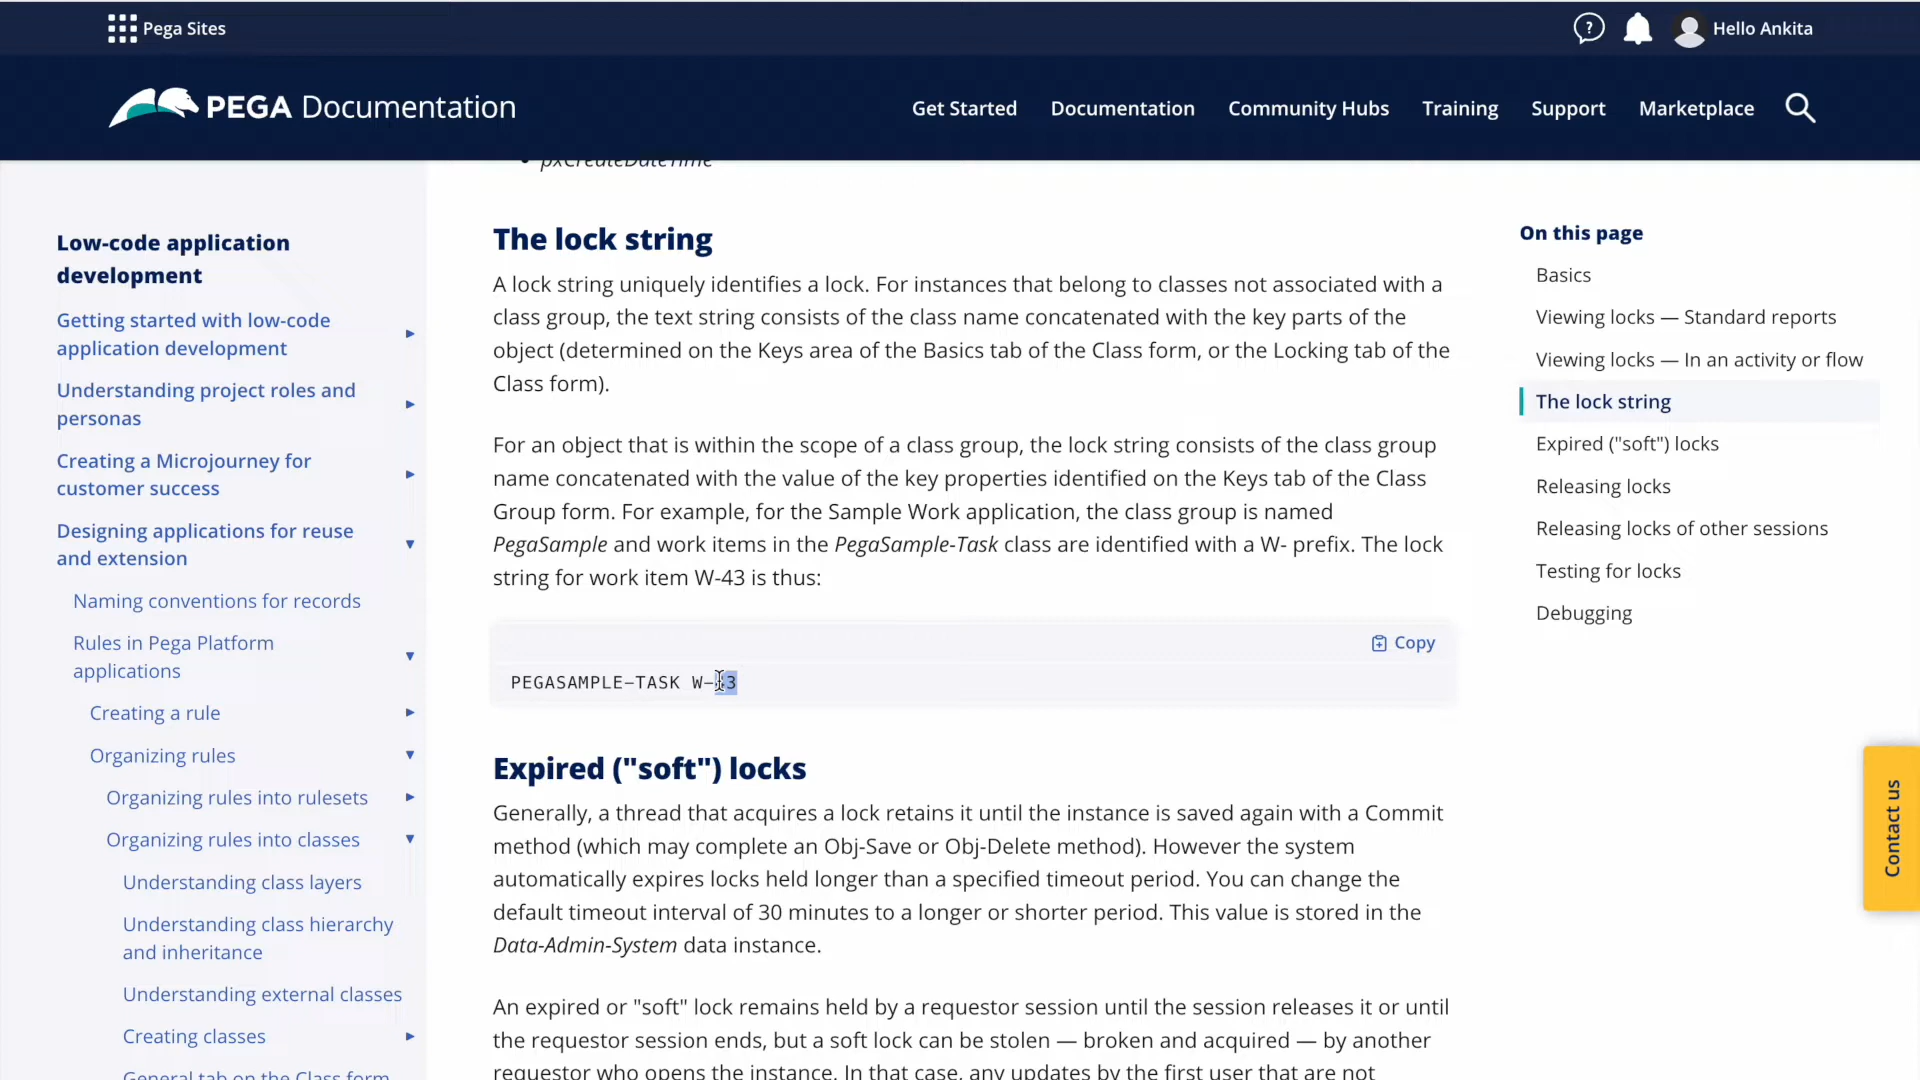 Pega Sites
Hello Ankita
PEGA Documentation
Get Started
Documentation
Community Hubs
Training
Support
Marketplace
Low-code application
development
Getting started with low-code
application development
Understanding project roles and
personas
Creating a Microjourney for
customer success
Designing applications for reuse
and extension
Naming conventions for records
Rules in Pega Platform
applications
Creating a rule
Organizing rules
Organizing rules into rulesets
Organizing rules into classes
Understanding class layers
Understanding class hierarchy
and inheritance
Understanding external classes
Creating classes
General tab on the Class form
• pxCreateDateTime
The lock string
A lock string uniquely identifies a lock. For instances that belong to classes not associated with a
class group, the text string consists of the class name concatenated with the key parts of the
object (determined on the Keys area of the Basics tab of the Class form, or the Locking tab of the
Class form).
For an object that is within the scope of a class group, the lock string consists of the class group
name concatenated with the value of the key properties identified on the Keys tab of the Class
Group form. For example, for the Sample Work application, the class group is named
PegaSample and work items in the PegaSample-Task class are identified with a W- prefix. The lock
string for work item W-43 is thus:
Copy
PEGASAMPLE-TASK W-43
Expired ("soft") locks
Generally, a thread that acquires a lock retains it until the instance is saved again with a Commit
method (which may complete an Obj-Save or Obj-Delete method). However the system
automatically expires locks held longer than a specified timeout period. You can change the
default timeout interval of 30 minutes to a longer or shorter period. This value is stored in the
Data-Admin-System data instance.
An expired or "soft" lock remains held by a requestor session until the session releases it or until
the requestor session ends, but a soft lock can be stolen — broken and acquired — by another
requestor who opens the instance. In that case, any updates by the first user that are not
On this page
Basics
Viewing locks — Standard reports
Viewing locks — In an activity or flow
The lock string
Expired ("soft") locks
Releasing locks
Releasing locks of other sessions
Testing for locks
Debugging
Contact us